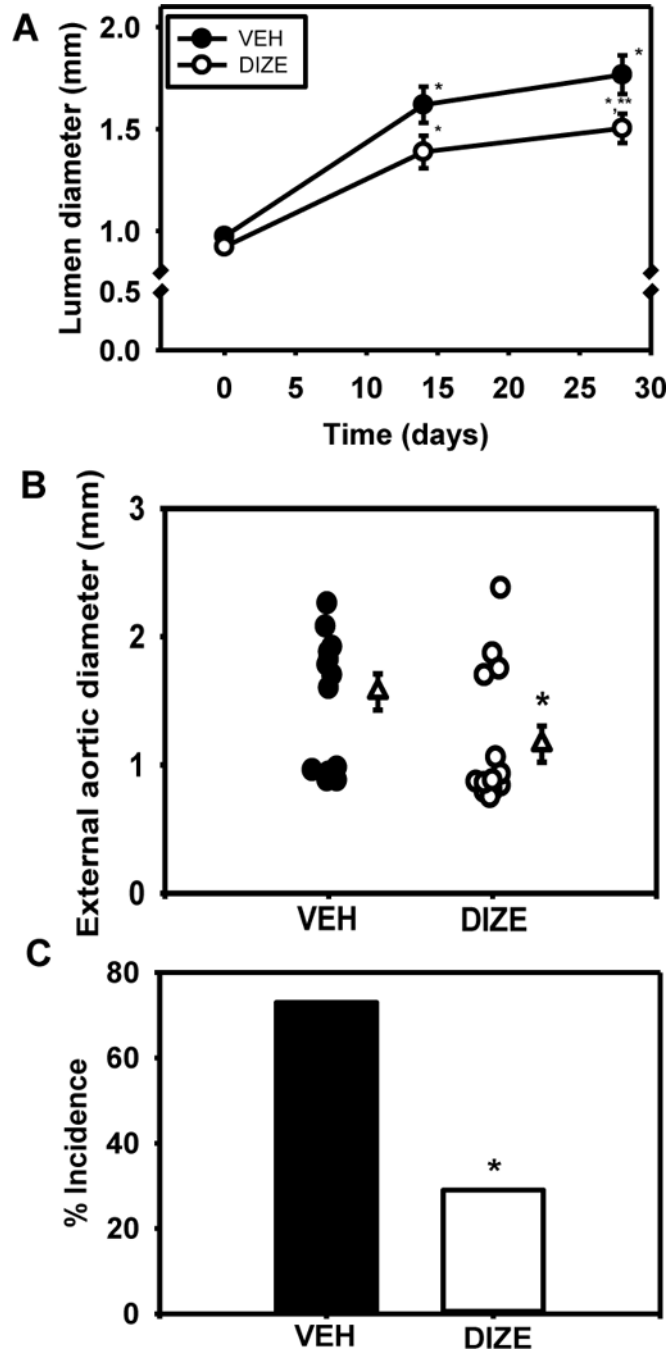 A
Lumen diameter (mm)
2.0
1.5
1.0
0.5
0.0
VEH
DIZE
*
*
*
*,**
0 5 10 15 20 25 30
Time (days)
B
External aortic diameter (mm)
3
2
1
0
*
VEH DIZE
C
% Incidence
80
60
40
20
0
*
VEH DIZE